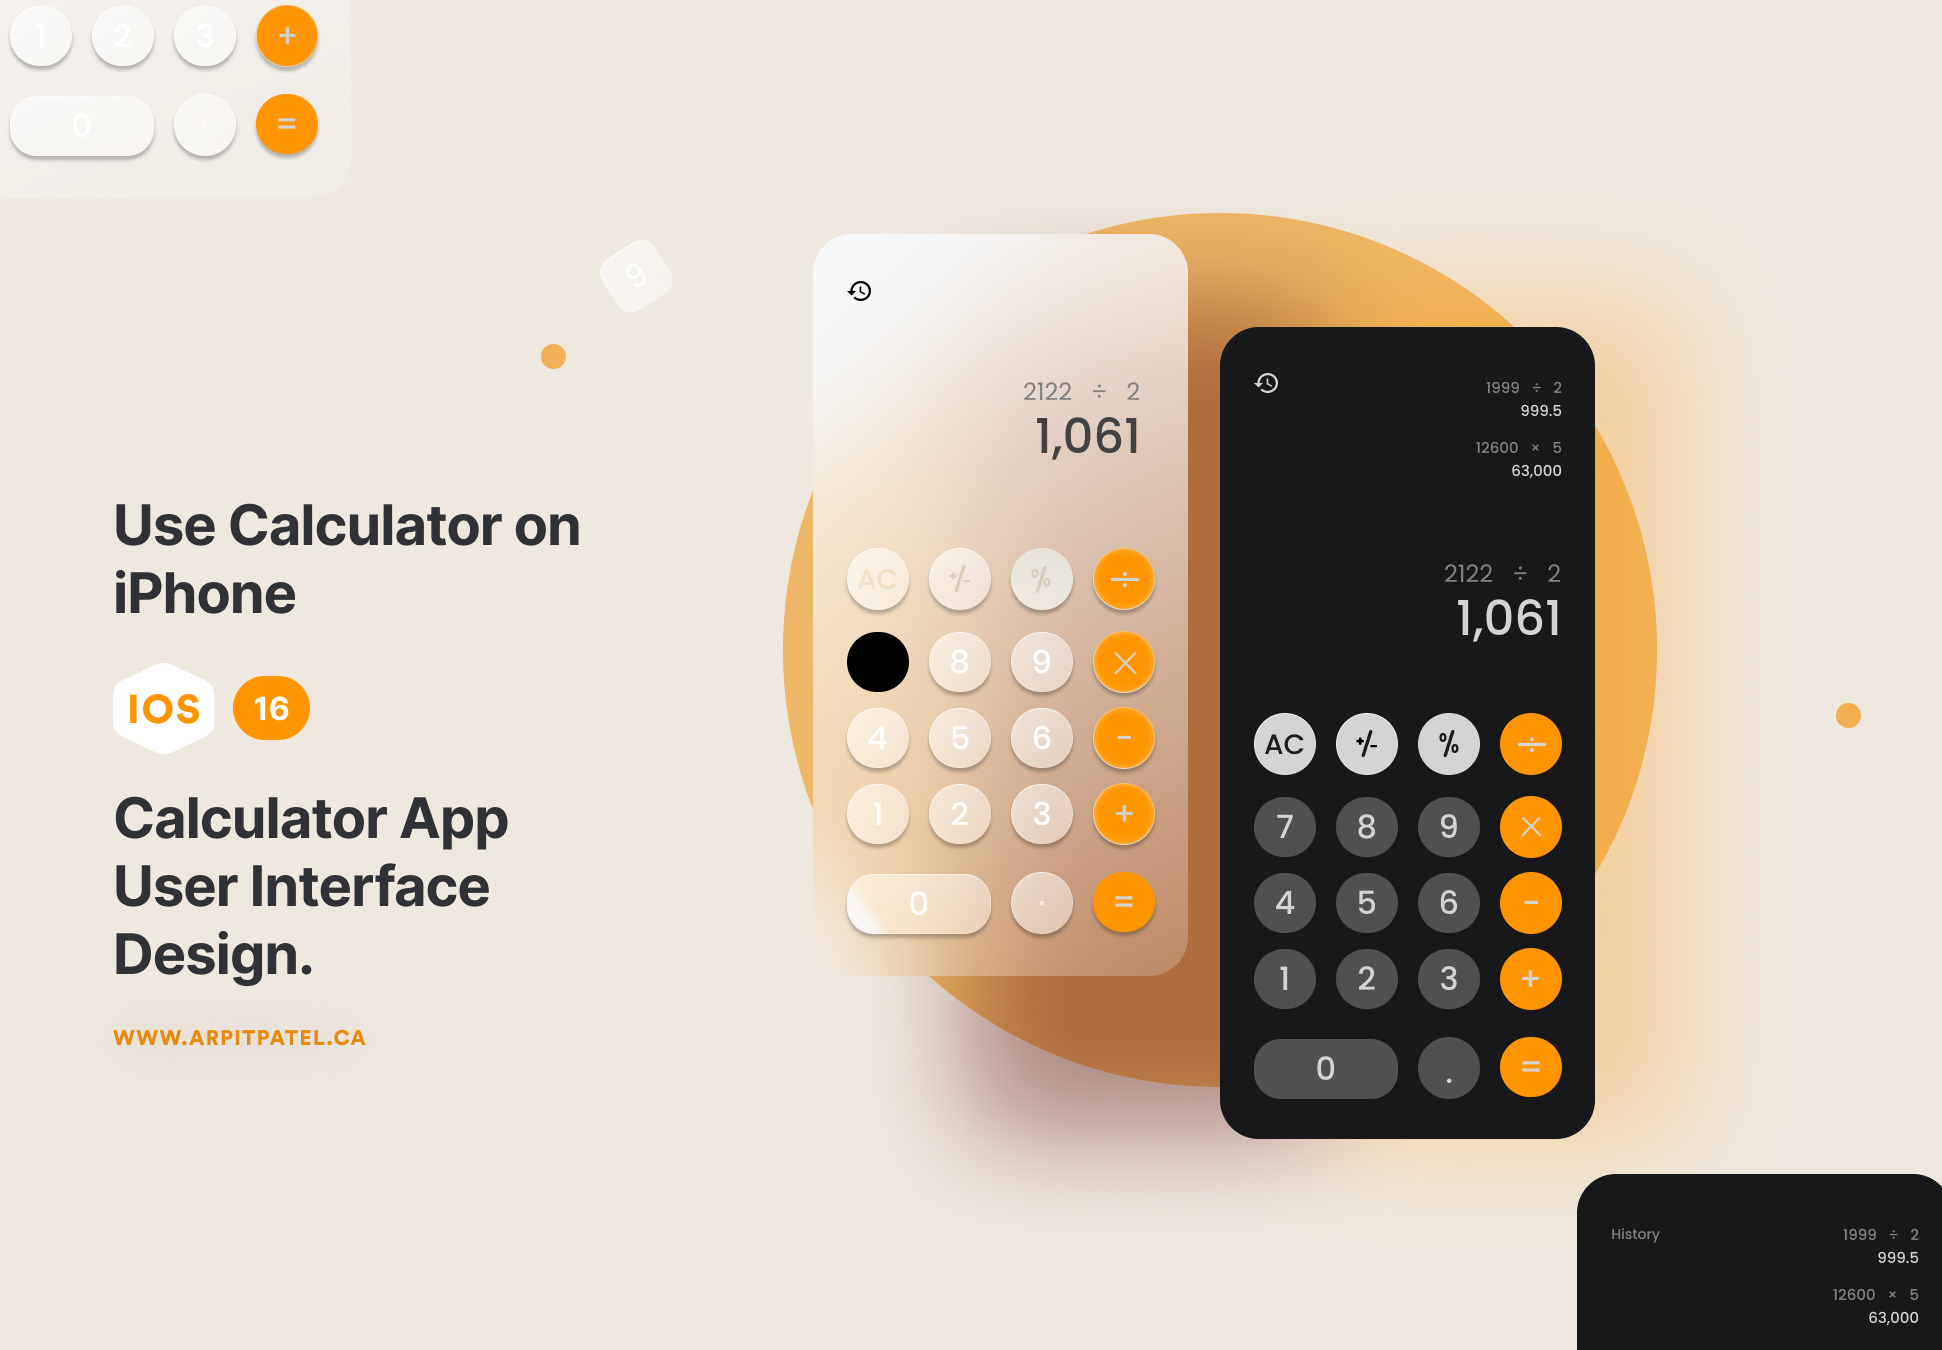 1 2 3 +
0 . =
9
Use Calculator on
iPhone
IOS 16
Calculator App
User Interface
Design.
WWW.ARPITPATEL.CA
2122 ÷ 2
1,061
AC +/- % ÷
8 9 ×
4 5 6 -
1 2 3 +
0 . =
1999 ÷ 2
999.5
12600 × 5
63,000
2122 ÷ 2
1,061
AC +/- % ÷
7 8 9 ×
4 5 6 -
1 2 3 +
0 . =
History 1999 ÷ 2
999.5
12600 × 5
63,000